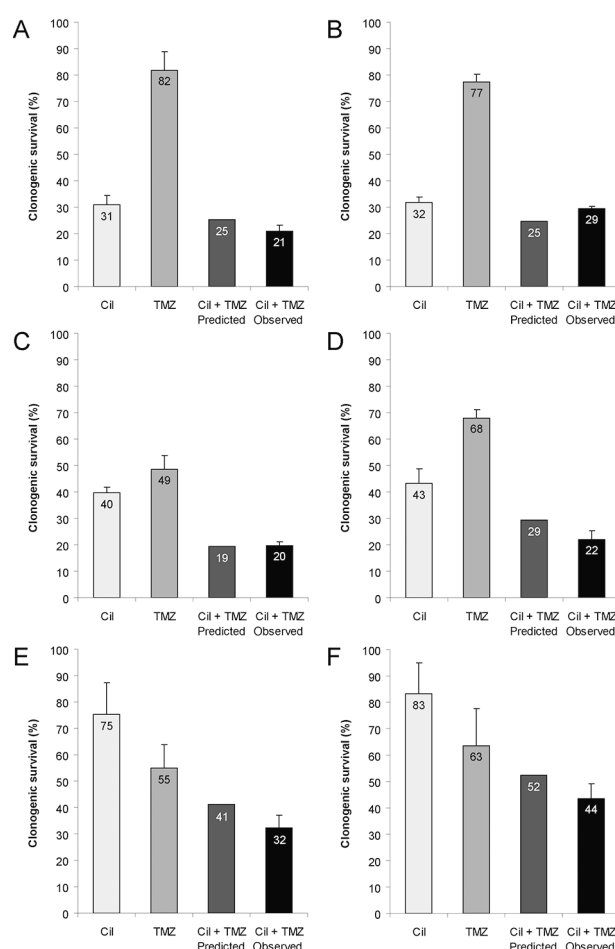 A
Clonogenic survival (%)
100
90
80
70
60
50
40
30
20
10
0
31
82
25
21
Cil
TMZ
Cil + TMZ
Predicted
Cil + TMZ
Observed
B
Clonogenic survival (%)
100
90
80
70
60
50
40
30
20
10
0
32
77
25
29
Cil
TMZ
Cil + TMZ
Predicted
Cil + TMZ
Observed
C
Clonogenic survival (%)
100
90
80
70
60
50
40
30
20
10
0
40
49
19
20
Cil
TMZ
Cil + TMZ
Predicted
Cil + TMZ
Observed
D
Clonogenic survival (%)
100
90
80
70
60
50
40
30
20
10
0
43
68
29
22
Cil
TMZ
Cil + TMZ
Predicted
Cil + TMZ
Observed
E
Clonogenic survival (%)
100
90
80
70
60
50
40
30
20
10
0
75
55
41
32
Cil
TMZ
Cil + TMZ
Predicted
Cil + TMZ
Observed
F
Clonogenic survival (%)
100
90
80
70
60
50
40
30
20
10
0
83
63
52
44
Cil
TMZ
Cil + TMZ
Predicted
Cil + TMZ
Observed